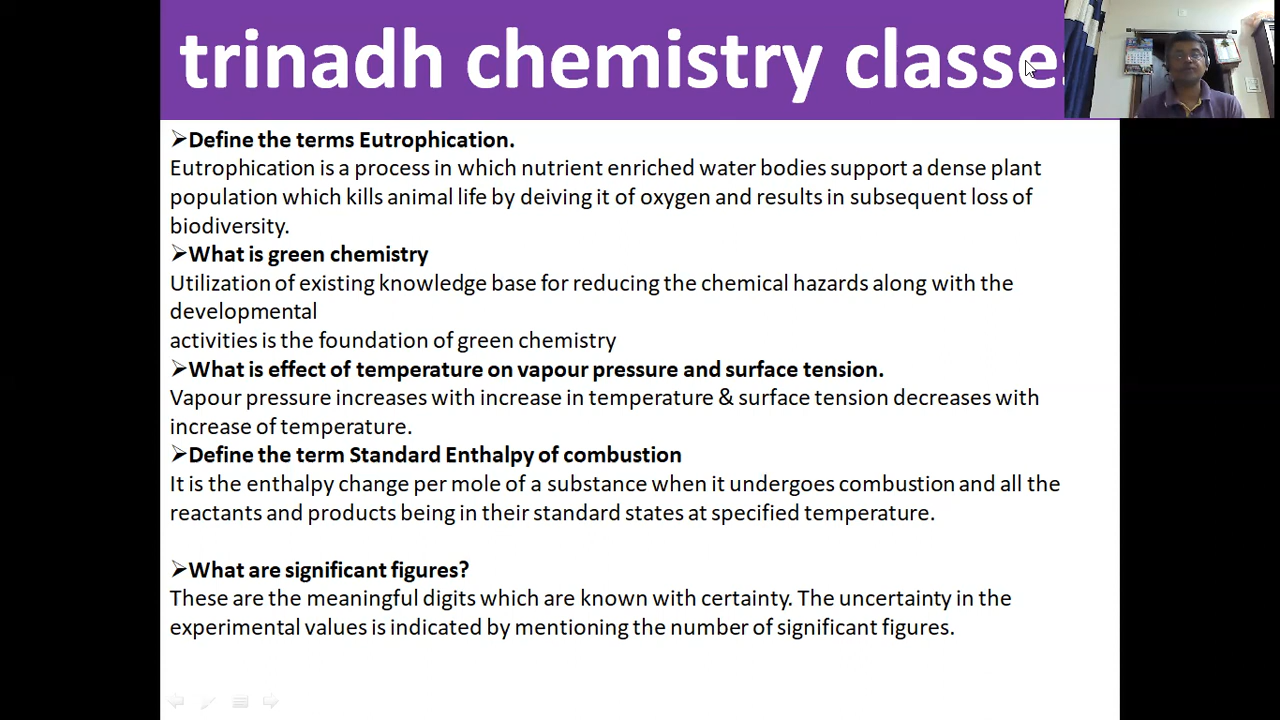 trinadh chemistry classes
➢Define the terms Eutrophication.
Eutrophication is a process in which nutrient enriched water bodies support a dense plant
population which kills animal life by deiving it of oxygen and results in subsequent loss of
biodiversity.
➢What is green chemistry
Utilization of existing knowledge base for reducing the chemical hazards along with the
developmental
activities is the foundation of green chemistry
➢What is effect of temperature on vapour pressure and surface tension.
Vapour pressure increases with increase in temperature & surface tension decreases with
increase of temperature.
➢Define the term Standard Enthalpy of combustion
It is the enthalpy change per mole of a substance when it undergoes combustion and all the
reactants and products being in their standard states at specified temperature.
➢What are significant figures?
These are the meaningful digits which are known with certainty. The uncertainty in the
experimental values is indicated by mentioning the number of significant figures.